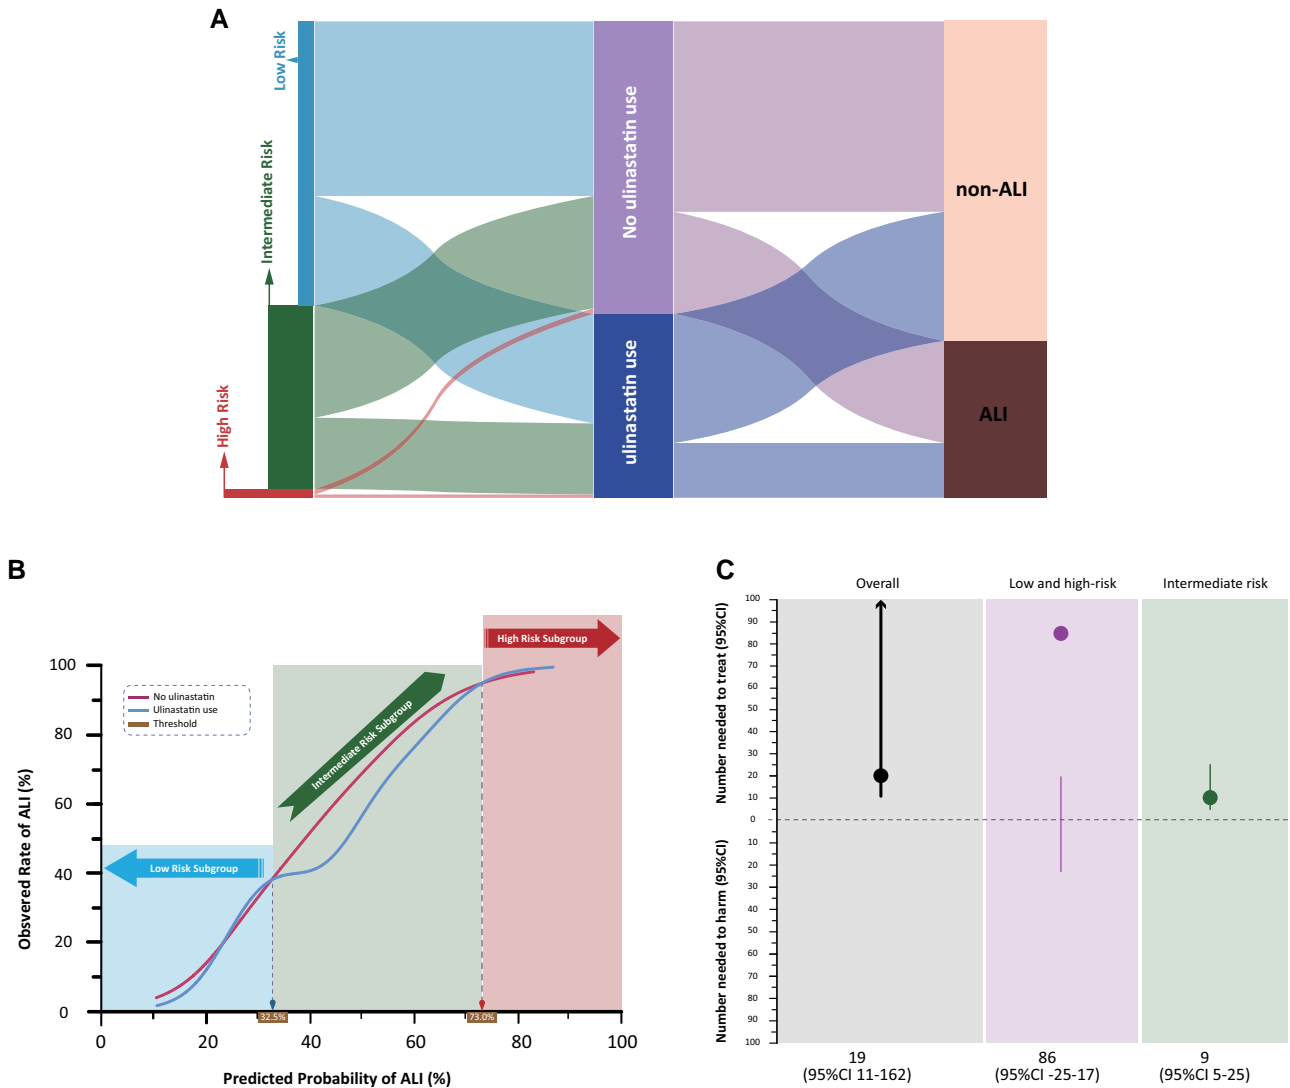 A
Low Risk
Intermediate Risk
High Risk
No ulinastatin use
ulinastatin use
non-ALI
ALI
B
Obsvered Rate of ALI (%)
100
80
60
40
20
0
No ulinastatin
Ulinastatin use
Threshold
Low Risk Subgroup
Intermediate Risk Subgroup
High Risk Subgroup
32.5%
73.0%
0 20 40 60 80 100
Predicted Probability of ALI (%)
C
Overall Low and high-risk Intermediate risk
Number needed to treat (95%CI)
Number needed to harm (95%CI)
100
90
80
70
60
50
40
30
20
10
0
10
20
30
40
50
60
70
80
90
100
19 86 9
(95%CI 11-162) (95%CI -25-17) (95%CI 5-25)